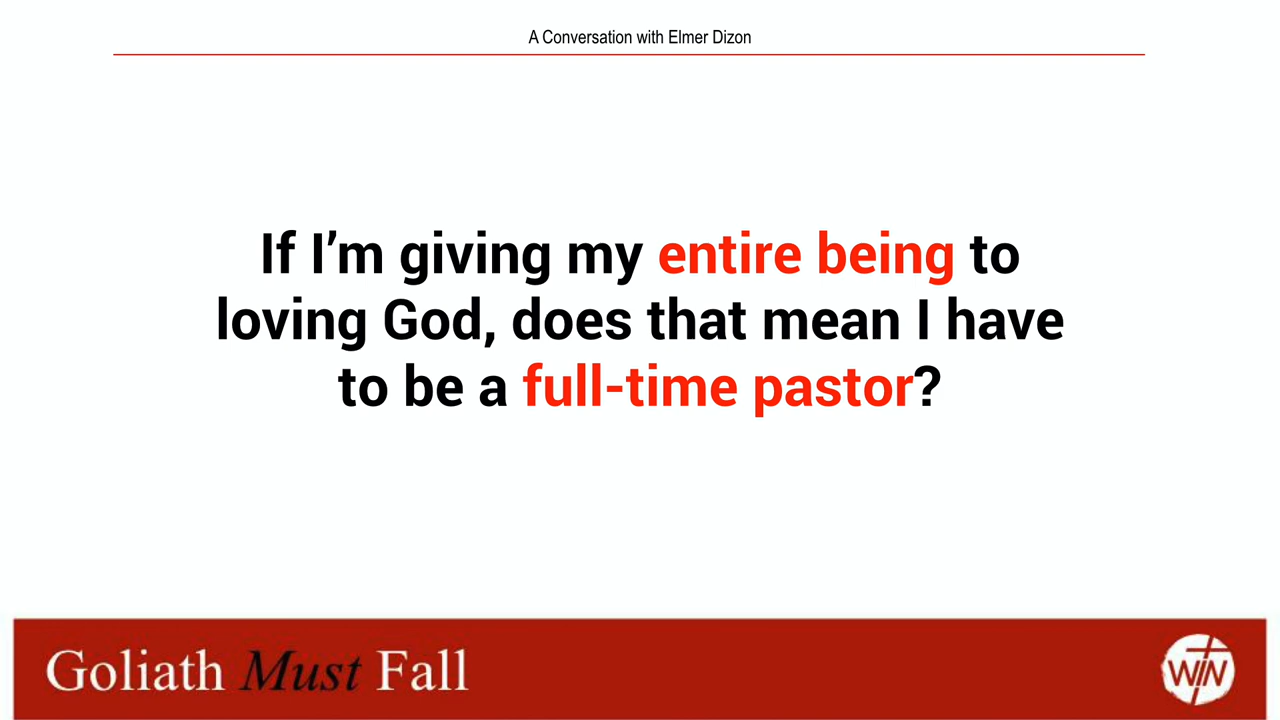 A Conversation with Elmer Dizon
If I’m giving my entire being to
loving God, does that mean I have
to be a full-time pastor?
Goliath Must Fall
WIN